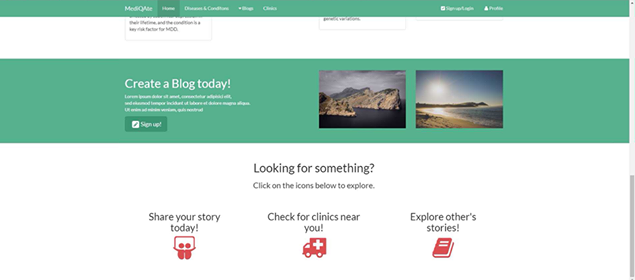 MediQAte
Home
Diseases & Conditions
Blogs
Clinics
Sign up/Login
Profile
their lifetime, and the condition is a
key risk factor for MDD.
genetic variations.
Create a Blog today!
Lorem ipsum dolor sit amet, consectetur adipisici elit,
sed eiusmod tempor incidunt ut labore et dolore magna aliqua.
Ut enim ad minim veniam, quis nostrud
Sign up!
Looking for something?
Click on the icons below to explore.
Share your story
today!
Check for clinics near
you!
Explore other's
stories!